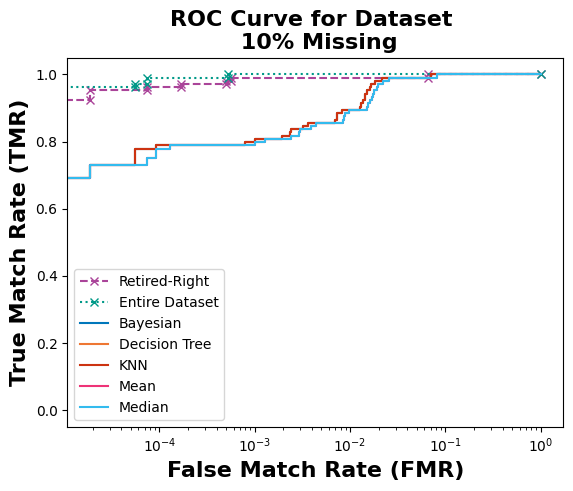 ROC Curve for Dataset
10% Missing
True Match Rate (TMR)
1.0
0.8
0.6
0.4
0.2
0.0
Retired-Right
Entire Dataset
Bayesian
Decision Tree
KNN
Mean
Median
10⁻⁴
10⁻³
10⁻²
10⁻¹
10⁰
False Match Rate (FMR)